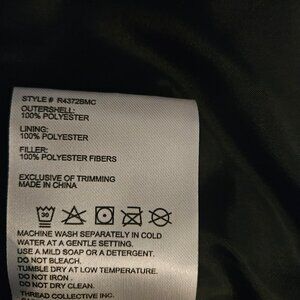 STYLE # R4372BMC
OUTERSHELL:
100% POLYESTER
LINING:
100% POLYESTER
FILLER:
100% POLYESTER FIBERS
EXCLUSIVE OF TRIMMING
MADE IN CHINA
30
MACHINE WASH SEPARATELY IN COLD
WATER AT A GENTLE SETTING.
USE A MILD SOAP OR A DETERGENT.
DO NOT BLEACH.
TUMBLE DRY AT LOW TEMPERATURE.
DO NOT IRON.
DO NOT DRY CLEAN.
THREAD COLLECTIVE INC.